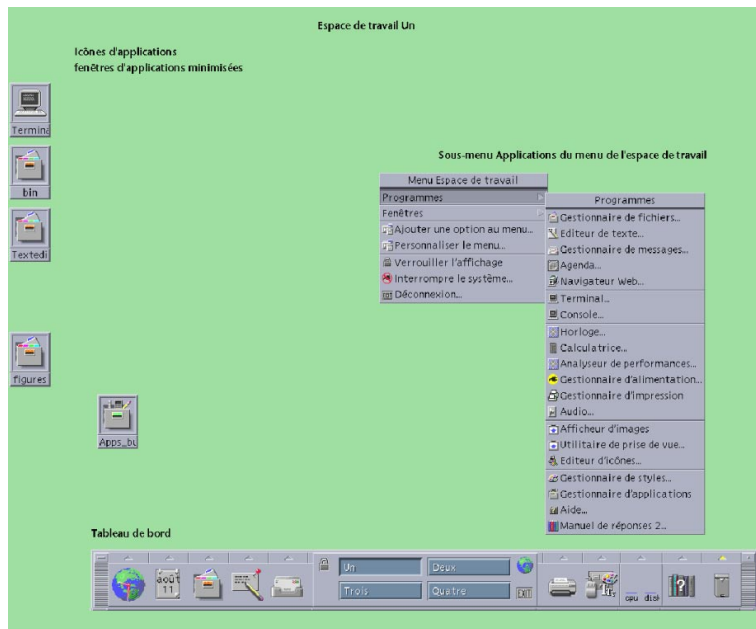 Espace de travail Un
Icônes d'applications
fenêtres d'applications minimisées
Termina
bin
Textedi
figures
Apps_bu
Sous-menu Applications du menu de l'espace de travail
Menu Espace de travail
Programmes
Fenêtres
Ajouter une option au menu...
Personnaliser le menu...
Verrouiller l'affichage
Interrompre le système...
Déconnexion...
Programmes
Gestionnaire de fichiers...
Editeur de texte...
Gestionnaire de messages...
Agenda...
Navigateur Web...
Terminal...
Console...
Horloge...
Calculatrice...
Analyseur de performances...
Gestionnaire d'alimentation...
Gestionnaire d'impression
Audio...
Afficheur d'images
Utilitaire de prise de vue...
Editeur d'icônes...
Gestionnaire de styles...
Gestionnaire d'applications
Aide...
Manuel de réponses 2...
Tableau de bord
août
11
Un
Deux
Trois
Quatre
EXIT
cpu disk